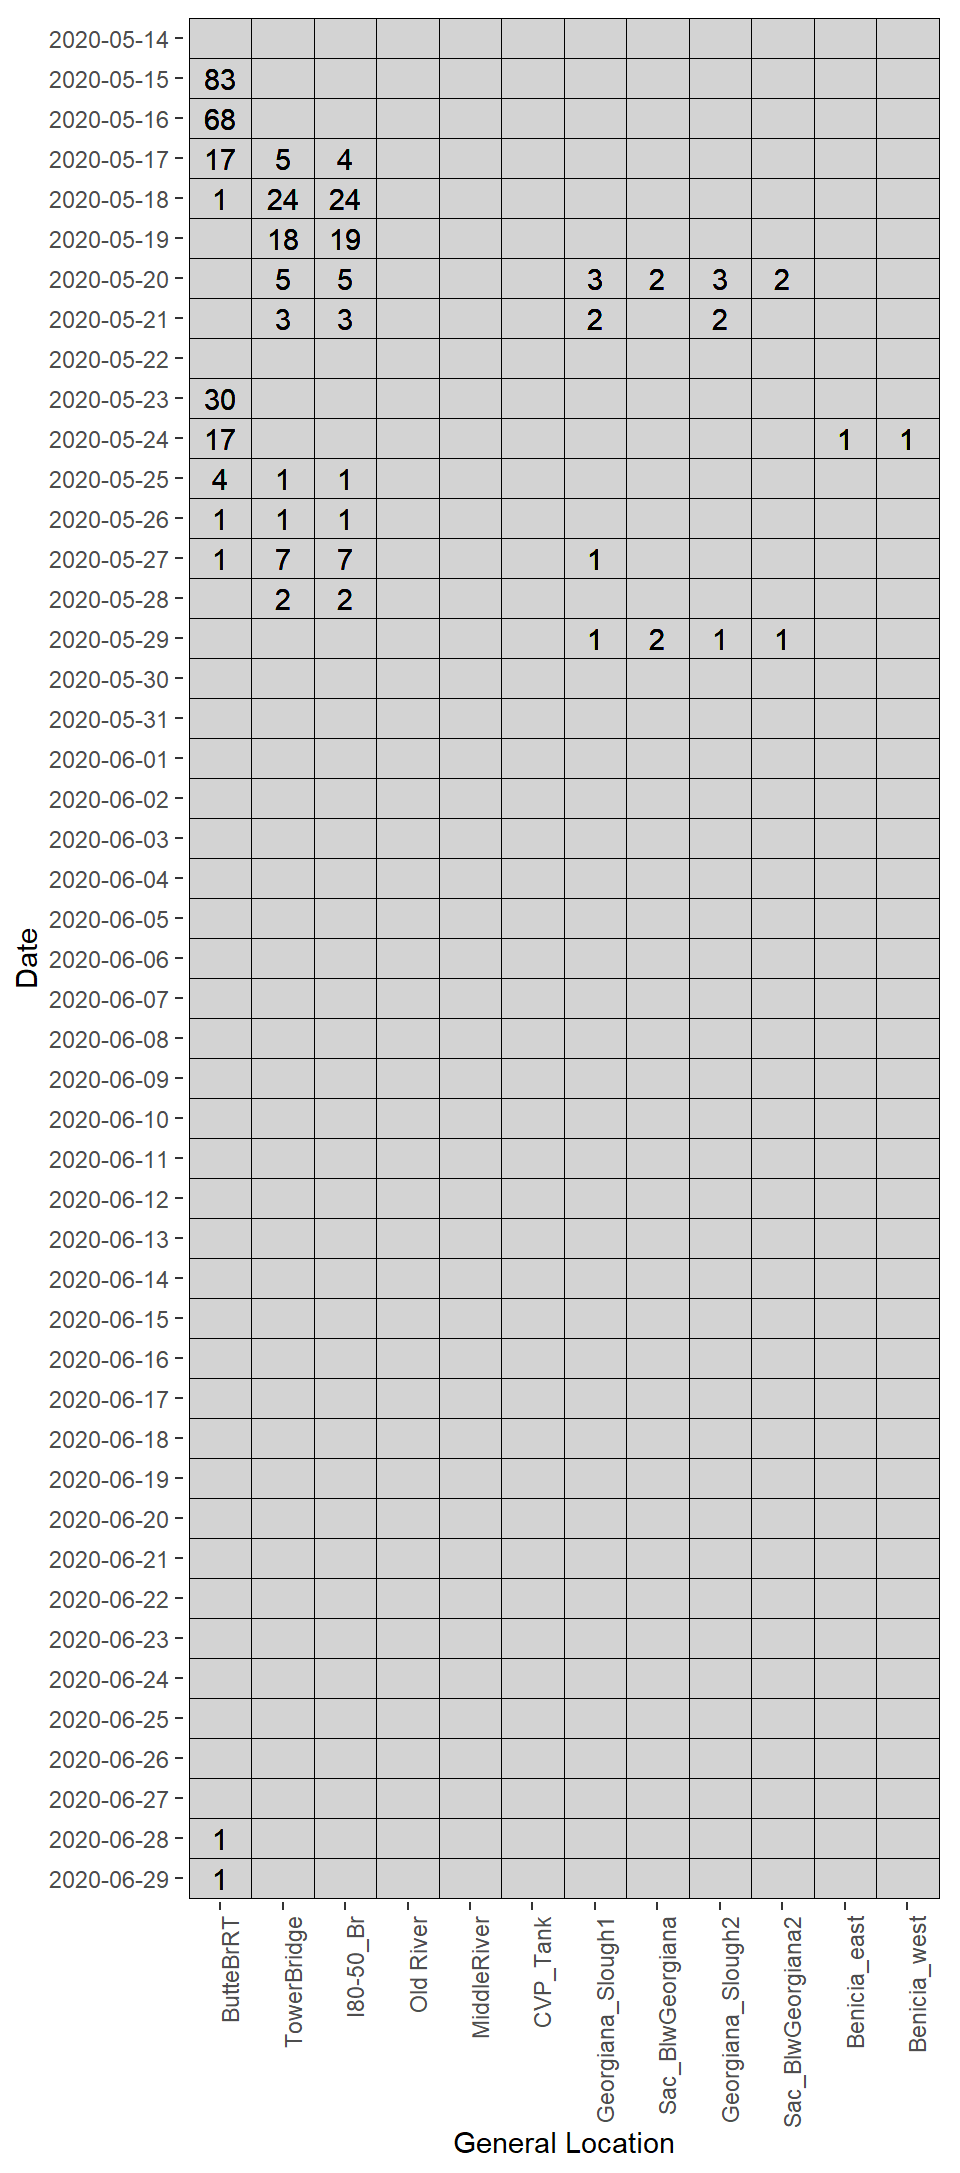 2020-05-14
2020-05-15 83
2020-05-16 68
2020-05-17 17 5 4
2020-05-18 1 24 24
2020-05-19 18 19
2020-05-20 5 5 3 2 3 2
2020-05-21 3 3 2 2
2020-05-22
2020-05-23 30
2020-05-24 17 1 1
2020-05-25 4 1 1
2020-05-26 1 1 1
2020-05-27 1 7 7 1
2020-05-28 2 2
2020-05-29 1 2 1 1
2020-05-30
2020-05-31
2020-06-01
2020-06-02
2020-06-03
2020-06-04
2020-06-05
2020-06-06
2020-06-07
2020-06-08
2020-06-09
2020-06-10
2020-06-11
2020-06-12
2020-06-13
2020-06-14
2020-06-15
2020-06-16
2020-06-17
2020-06-18
2020-06-19
2020-06-20
2020-06-21
2020-06-22
2020-06-23
2020-06-24
2020-06-25
2020-06-26
2020-06-27
2020-06-28 1
2020-06-29 1
Date
ButteBrRT
TowerBridge
I80-50_Br
Old River
MiddleRiver
CVP_Tank
Georgiana_Slough1
Sac_BlwGeorgiana
Georgiana_Slough2
Sac_BlwGeorgiana2
Benicia_east
Benicia_west
General Location